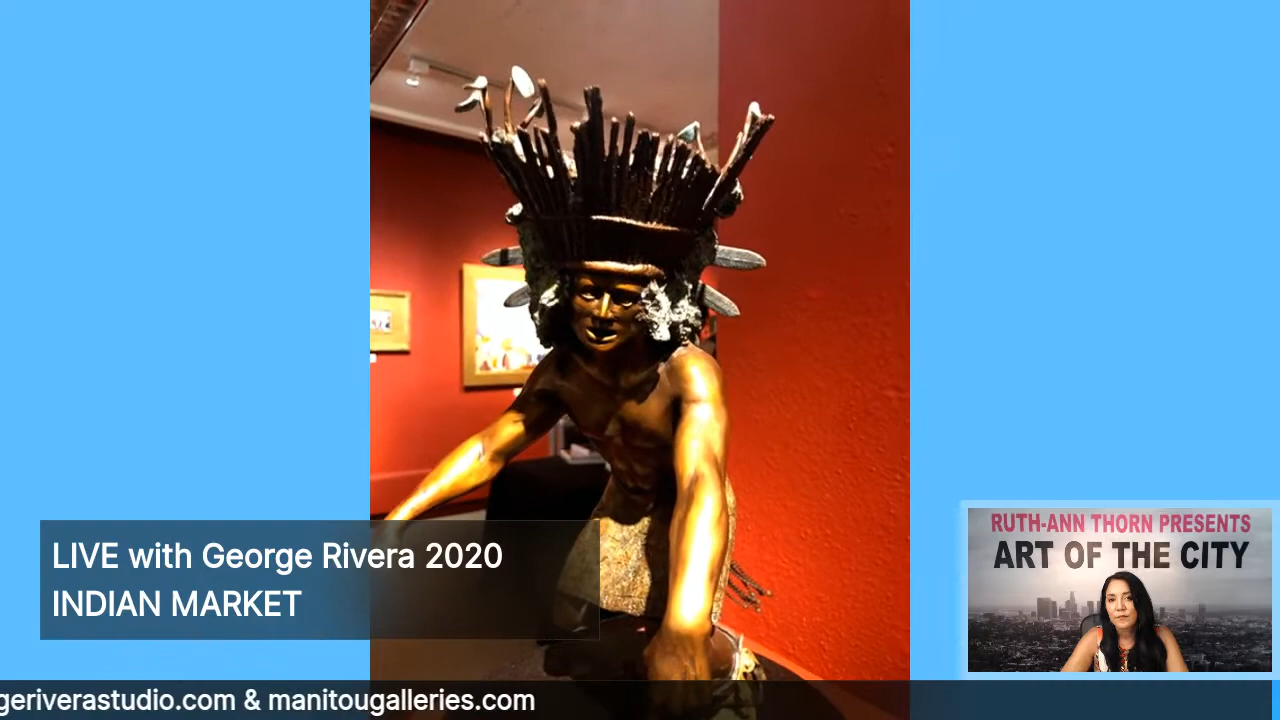 RUTH-ANN THORN PRESENTS
ART OF THE CITY
LIVE with George Rivera 2020
INDIAN MARKET
geriverastudio.com & manitougalleries.com